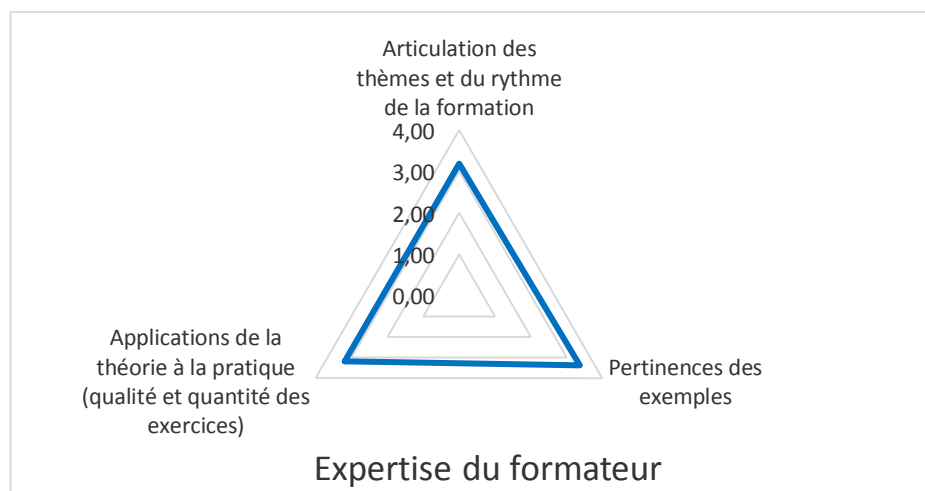 Articulation des
thèmes et du rythme
de la formation
4,00
3,00
2,00
1,00
0,00
Applications de la
théorie à la pratique
(qualité et quantité des
exercices)
Pertinences des
exemples
Expertise du formateur